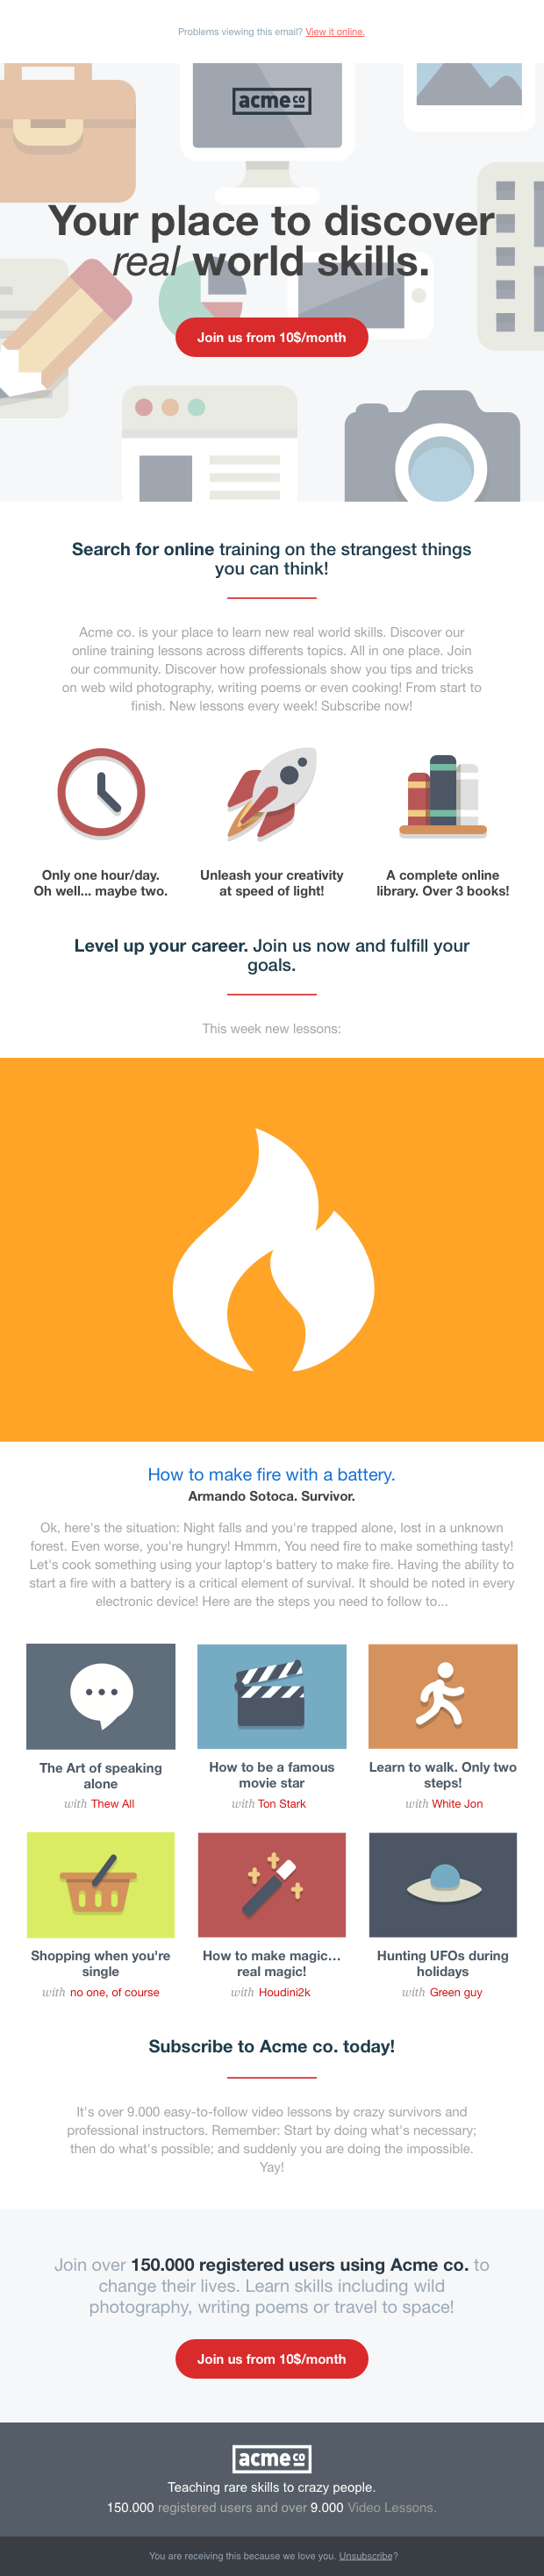 Problems viewing this email? View it online.
acme co
Your place to discover
real world skills.
Join us from 10$/month
Search for online training on the strangest things
you can think!
Acme co. is your place to learn new real world skills. Discover our
online training lessons across differents topics. All in one place. Join
our community. Discover how professionals show you tips and tricks
on web wild photography, writing poems or even cooking! From start to
finish. New lessons every week! Subscribe now!
Only one hour/day.
Oh well... maybe two.
Unleash your creativity
at speed of light!
A complete online
library. Over 3 books!
Level up your career. Join us now and fulfill your
goals.
This week new lessons:
How to make fire with a battery.
Armando Sotoca. Survivor.
Ok, here's the situation: Night falls and you're trapped alone, lost in a unknown
forest. Even worse, you're hungry! Hmmm, You need fire to make something tasty!
Let's cook something using your laptop's battery to make fire. Having the ability to
start a fire with a battery is a critical element of survival. It should be noted in every
electronic device! Here are the steps you need to follow to...
The Art of speaking
alone
with Thew All
How to be a famous
movie star
with Ton Stark
Learn to walk. Only two
steps!
with White Jon
Shopping when you're
single
with no one, of course
How to make magic...
real magic!
with Houdini2k
Hunting UFOs during
holidays
with Green guy
Subscribe to Acme co. today!
It's over 9.000 easy-to-follow video lessons by crazy survivors and
professional instructors. Remember: Start by doing what's necessary;
then do what's possible; and suddenly you are doing the impossible.
Yay!
Join over 150.000 registered users using Acme co. to
change their lives. Learn skills including wild
photography, writing poems or travel to space!
Join us from 10$/month
acme co
Teaching rare skills to crazy people.
150.000 registered users and over 9.000 Video Lessons.
You are receiving this because we love you. Unsubscribe?